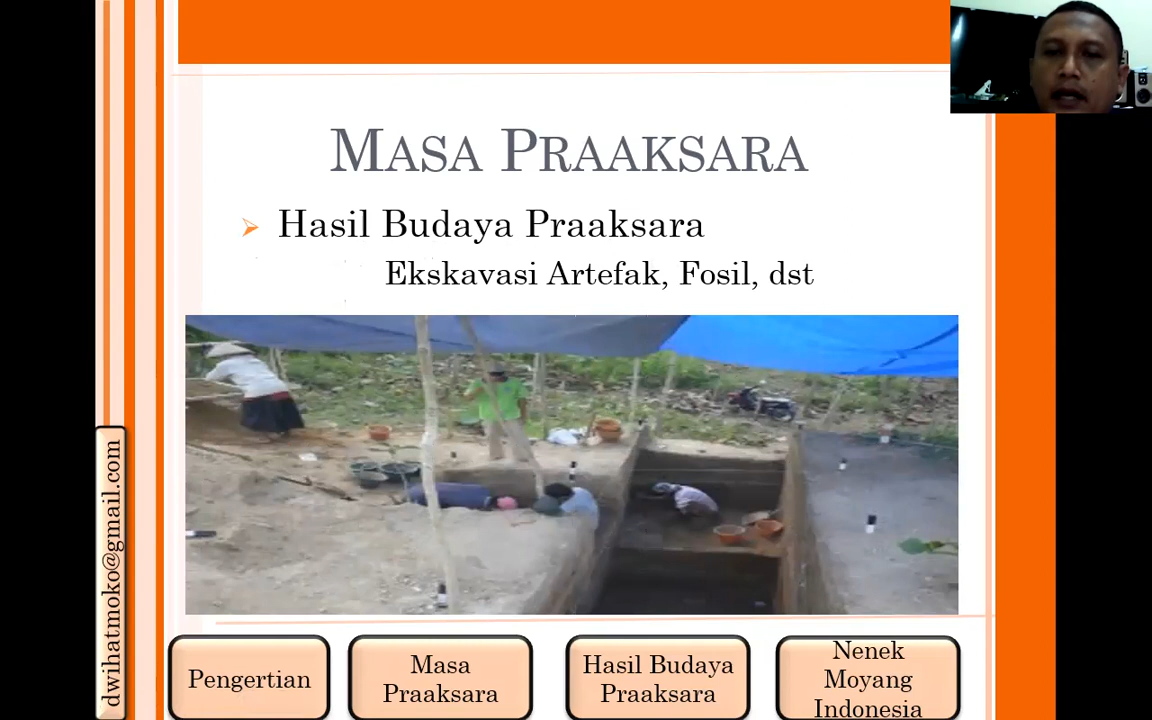 MASA PRAAKSARA
Hasil Budaya Praaksara
Ekskavasi Artefak, Fosil, dst
dwihatmoko@gmail.com
Pengertian
Masa
Praaksara
Hasil Budaya
Praaksara
Nenek
Moyang
Indonesia